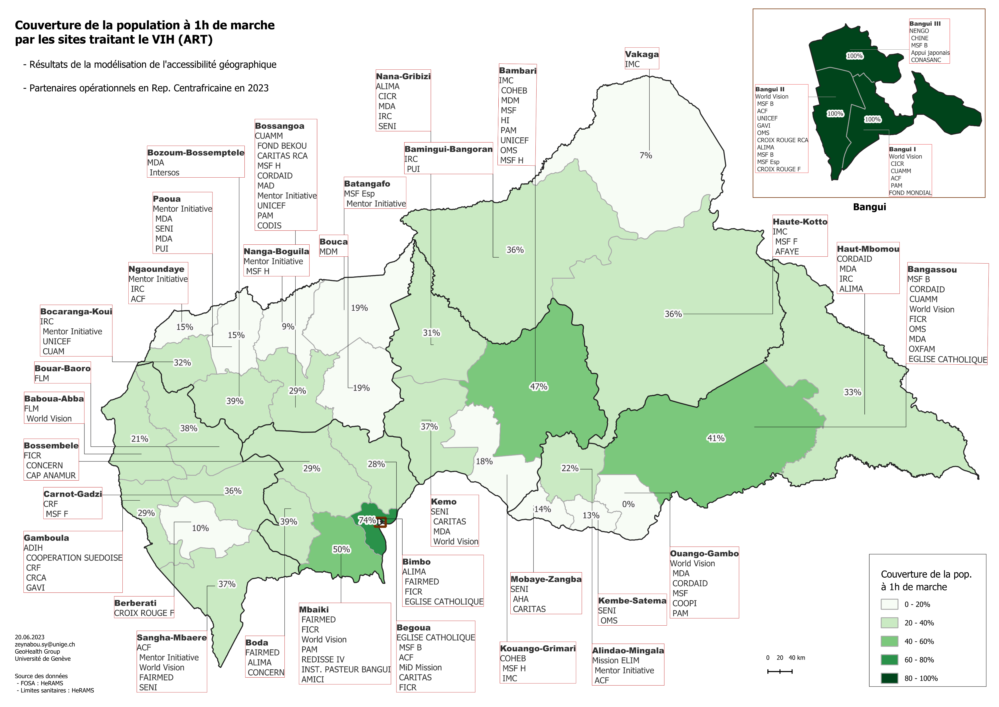 Couverture de la population à 1h de marche
par les sites traitant le VIH (ART)
- Résultats de la modélisation de l'accessibilité géographique
- Partenaires opérationnels en Rep. Centrafricaine en 2023
Bangui III
NENGO
CHINE
MSF B
Appui japonais
CONASANC
100%
Bangui II
World Vision
MSF B
ACF
UNICEF
GAVI
OMS
CROIX ROUGE RCA
ALIMA
MSF B
MSF Esp
CROIX ROUGE F
100%
100%
Bangui I
World Vision
CICR
CUAMM
ACF
PAM
FOND MONDIAL
Bangui
Vakaga
IMC
7%
Bambari
IMC
COHEB
MDM
MSF
HI
PAM
UNICEF
OMS
MSF H
Nana-Gribizi
ALIMA
CICR
MDA
IRC
SENI
Bamingui-Bangoran
IRC
PUI
Bossangoa
CUAMM
FOND BEKOU
CARITAS RCA
MSF H
CORDAID
MAD
Mentor Initiative
UNICEF
PAM
CODIS
Bozoum-Bossemptele
MDA
Intersos
Batangafo
MSF Esp
Mentor Initiative
Paoua
Mentor Initiative
MDA
SENI
MDA
PUI
Bouca
MDM
Nanga-Boguila
Mentor Initiative
MSF H
Ngaoundaye
Mentor Initiative
IRC
ACF
Haute-Kotto
IMC
MSF F
AFAYE
Haut-Mbomou
CORDAID
MDA
IRC
ALIMA
Bangassou
MSF B
CORDAID
CUAMM
World Vision
FICR
OMS
MDA
OXFAM
EGLISE CATHOLIQUE
Bocaranga-Koui
IRC
Mentor Initiative
UNICEF
CUAM
Bouar-Baoro
FLM
Baboua-Abba
FLM
World Vision
Bossembele
FICR
CONCERN
CAP ANAMUR
Carnot-Gadzi
CRF
MSF F
Gamboula
ADIH
COOPERATION SUEDOISE
CRF
CRCA
GAVI
Berberati
CROIX ROUGE F
Sangha-Mbaere
ACF
Mentor Initiative
World Vision
FAIRMED
SENI
Boda
FAIRMED
ALIMA
CONCERN
Mbaiki
FAIRMED
FICR
World Vision
PAM
REDISSE IV
INST. PASTEUR BANGUI
AMICI
Begoua
EGLISE CATHOLIQUE
MSF B
ACF
MiD Mission
CARITAS
FICR
Bimbo
ALIMA
FAIRMED
FICR
EGLISE CATHOLIQUE
Kemo
SENI
CARITAS
MDA
World Vision
Mobaye-Zangba
SENI
AHA
CARITAS
Kouango-Grimari
COHEB
MSF H
IMC
Kembe-Satema
SENI
OMS
Alindao-Mingala
Mission ELIM
Mentor Initiative
ACF
Ouango-Gambo
World Vision
MDA
CORDAID
MSF
COOPI
PAM
36%
36%
19%
15%
15%
9%
31%
32%
19%
29%
39%
47%
33%
38%
37%
21%
41%
18%
28%
29%
22%
36%
0%
14%
13%
29%
39%
74%
10%
50%
37%
Couverture de la pop.
à 1h de marche
0 - 20%
20 - 40%
40 - 60%
60 - 80%
80 - 100%
0 20 40 km
20.06.2023
zeynabou.sy@unige.ch
GeoHealth Group
Université de Genève
Source des données
- FOSA : HeRAMS
- Limites sanitaires : HeRAMS